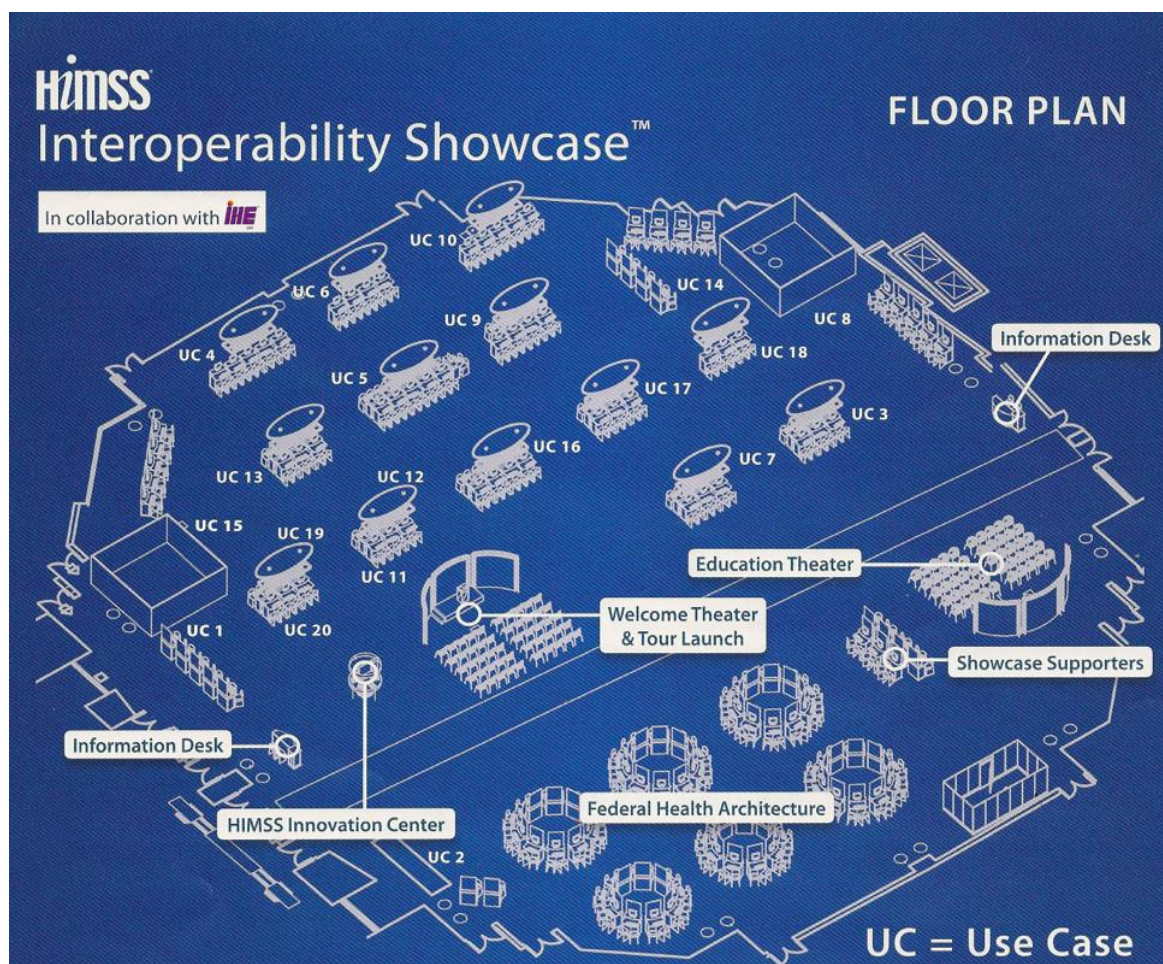 HIMSS
Interoperability Showcase™
FLOOR PLAN
In collaboration with IHE
UC 10
UC 14
UC 6
UC 9
UC 8
UC 4
UC 5
UC 18
Information Desk
UC 17
UC 3
UC 13
UC 12
UC 16
UC 7
UC 15
UC 19
UC 11
Education Theater
UC 1
UC 20
Welcome Theater
& Tour Launch
Showcase Supporters
Information Desk
HIMSS Innovation Center
Federal Health Architecture
UC 2
UC = Use Case